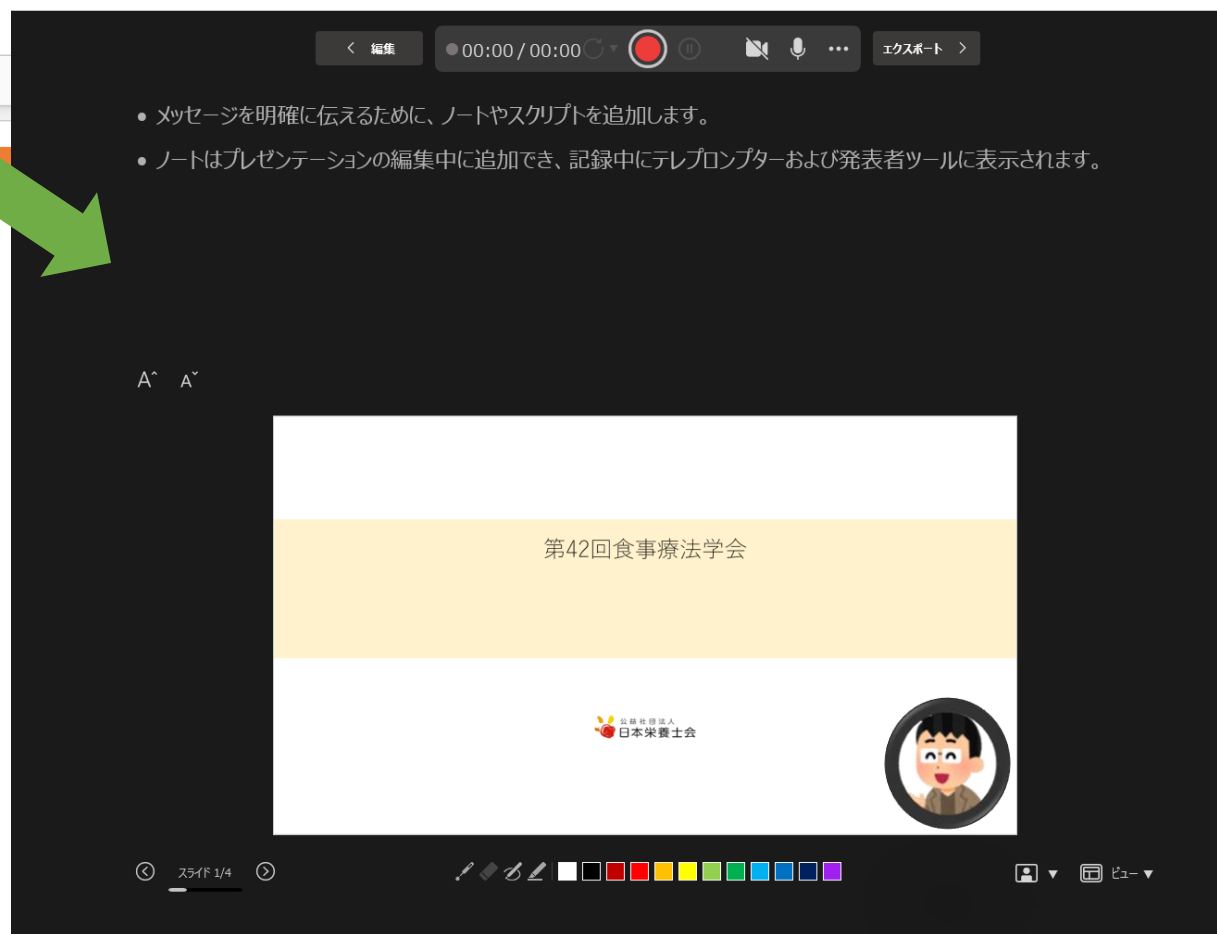 編集
00:00 / 00:00
エクスポート
• メッセージを明確に伝えるために、ノートやスクリプトを追加します。
• ノートはプレゼンテーションの編集中に追加でき、記録中にテレプロンプターおよび発表者ツールに表示されます。
A A
第42回食事療法学会
公益社団法人
日本栄養士会
スライド 1/4
ビュー